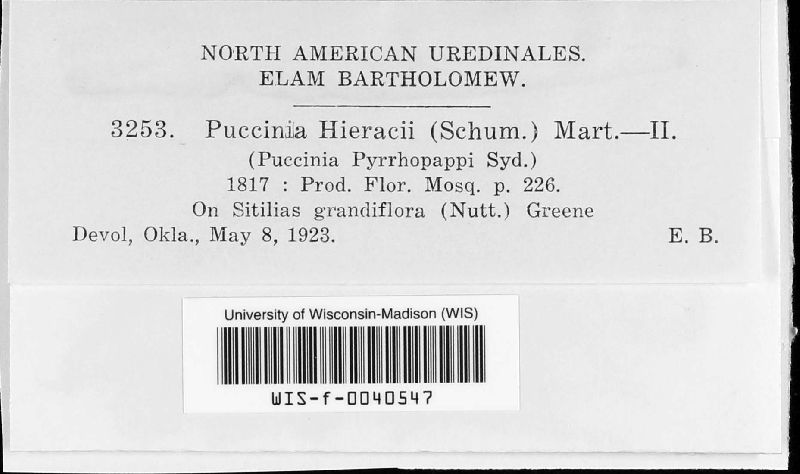 NORTH AMERICAN UREDINALES.
ELAM BARTHOLOMEW.
3253. Puccinia Hieracii (Schum.) Mart.—II.
(Puccinia Pyrrhopappi Syd.)
1817 : Prod. Flor. Mosq. p. 226.
On Sitilias grandiflora (Nutt.) Greene
Devol, Okla., May 8, 1923. E. B.
University of Wisconsin-Madison (WIS)
WIS-f-0040547